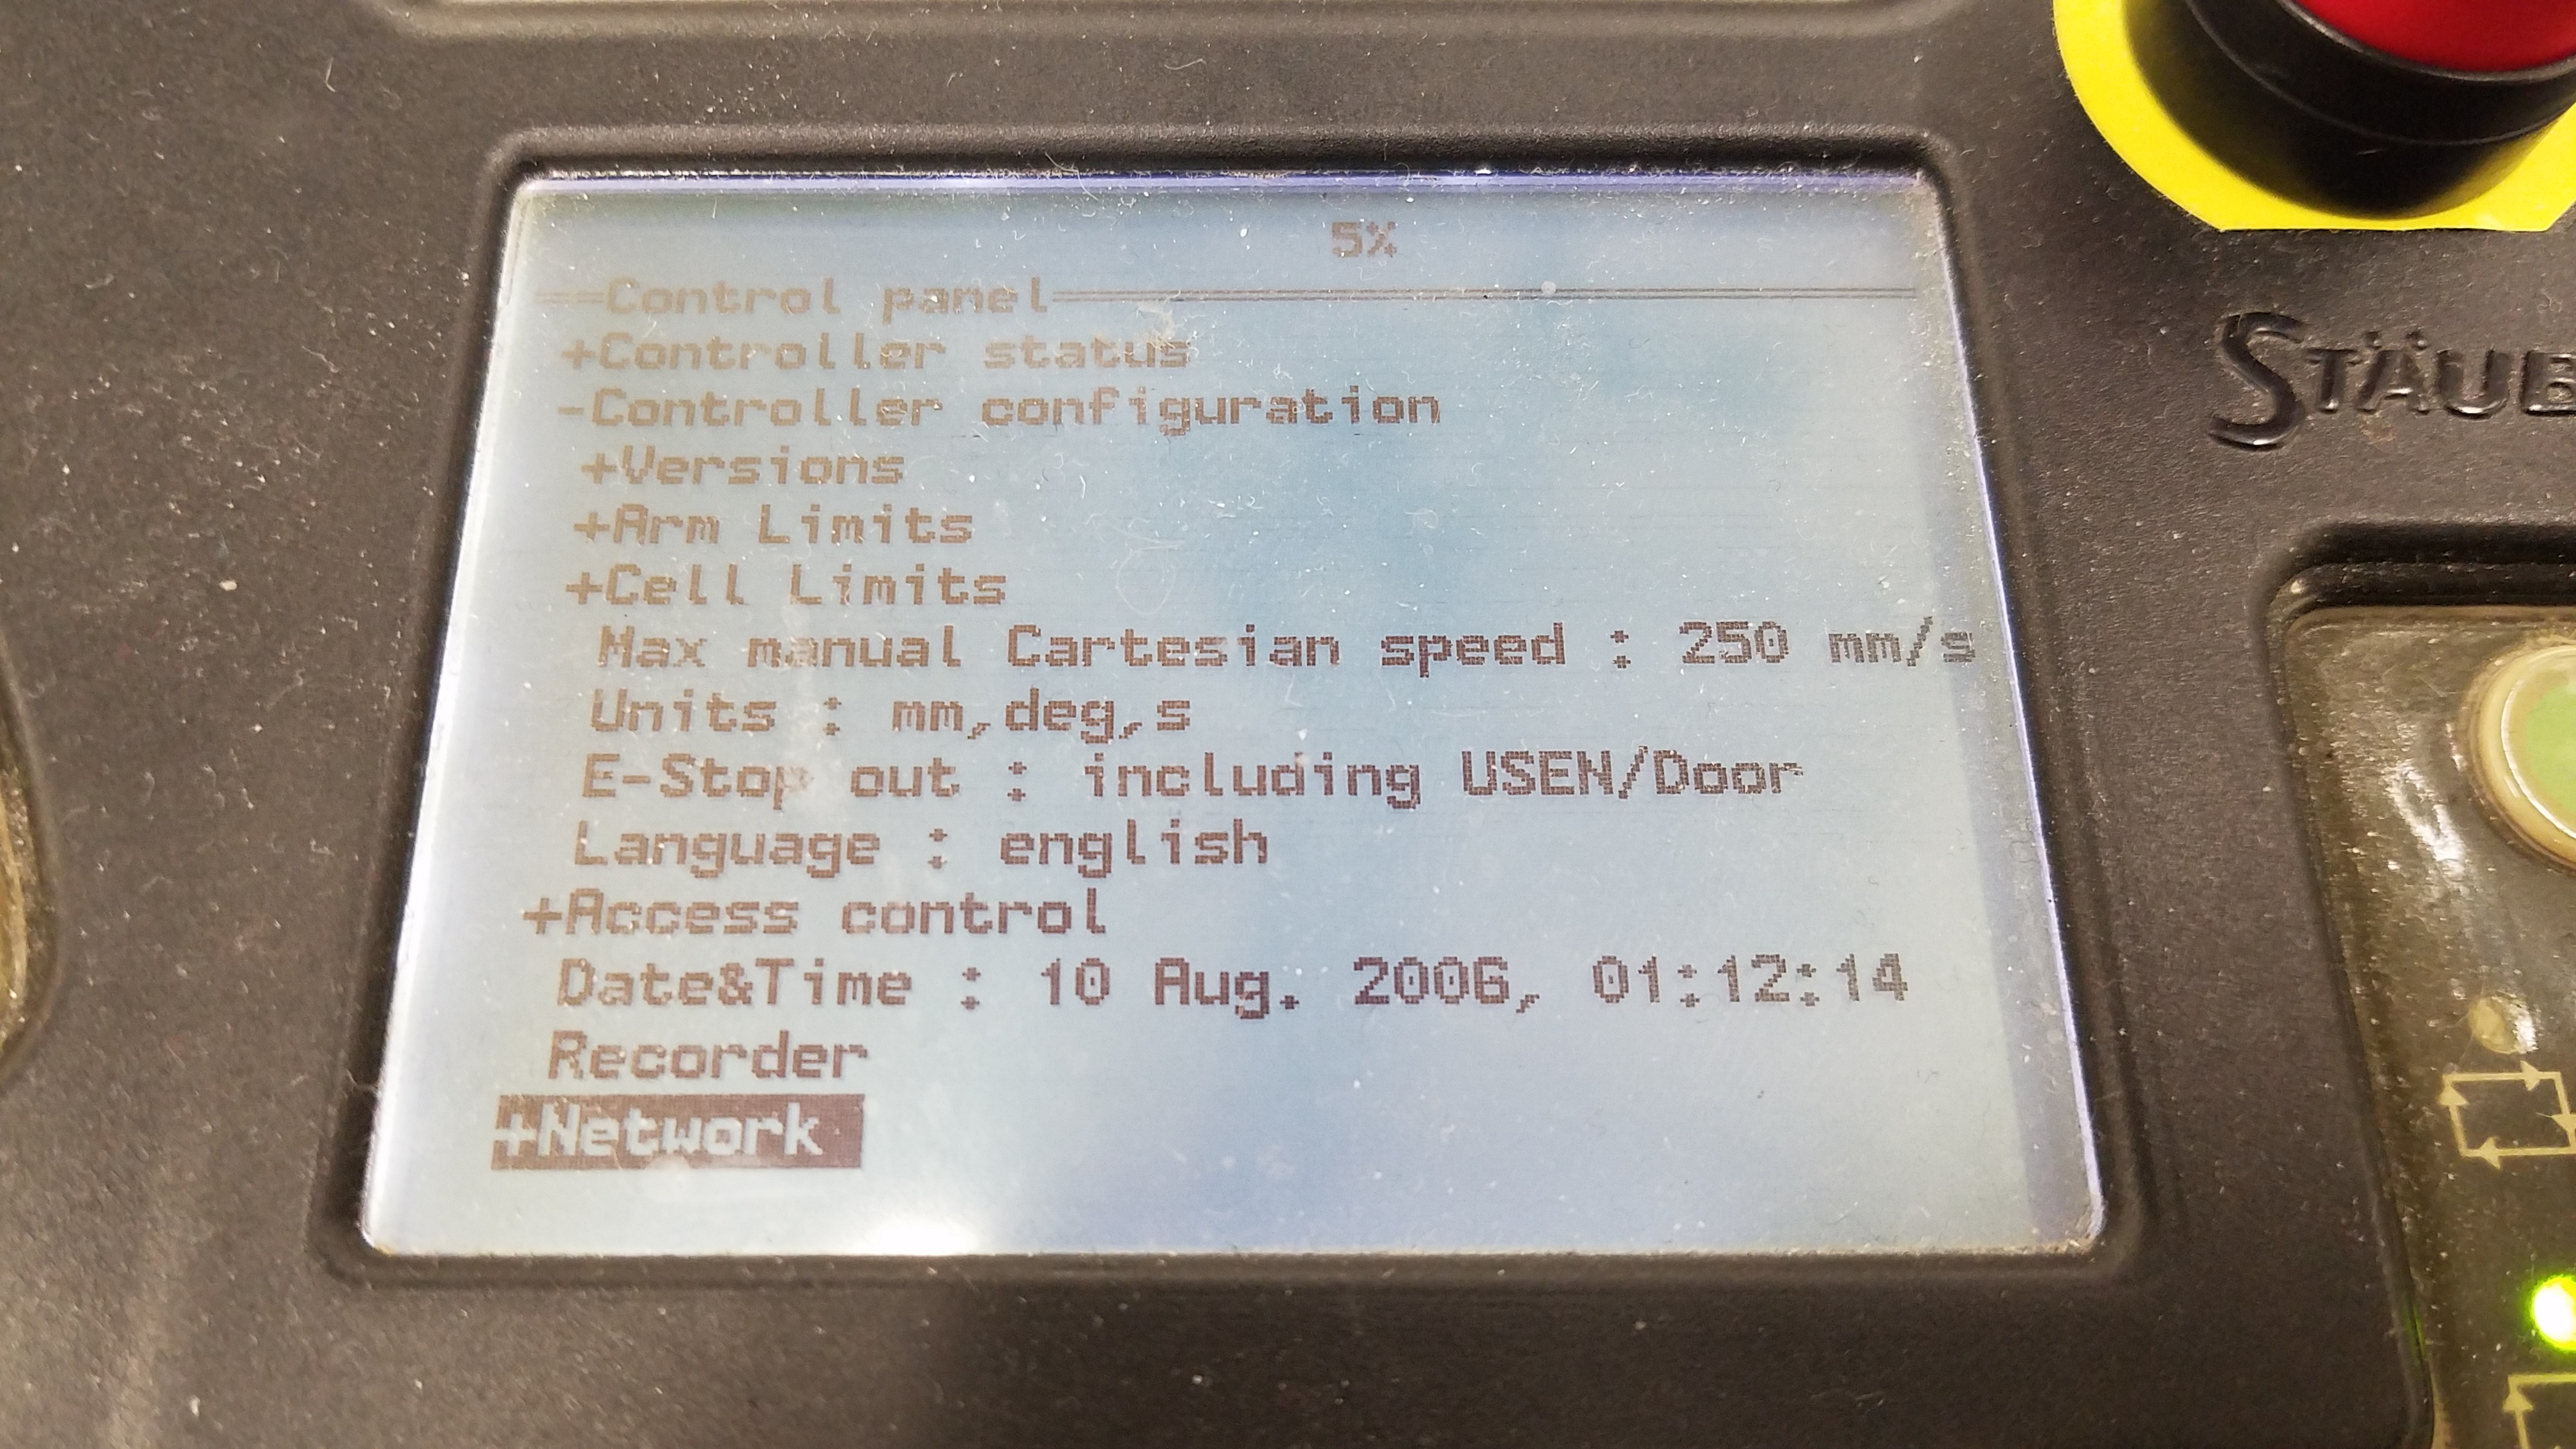 5%
==Control panel
+Controller status
-Controller configuration
+Versions
+Arm Limits
+Cell Limits
Max manual Cartesian speed : 250 mm/s
Units : mm,deg,s
E-Stop out : including USEN/Door
Language : english
+Access control
Date&Time : 10 Aug. 2006, 01:12:14
Recorder
+Network
STÄUB